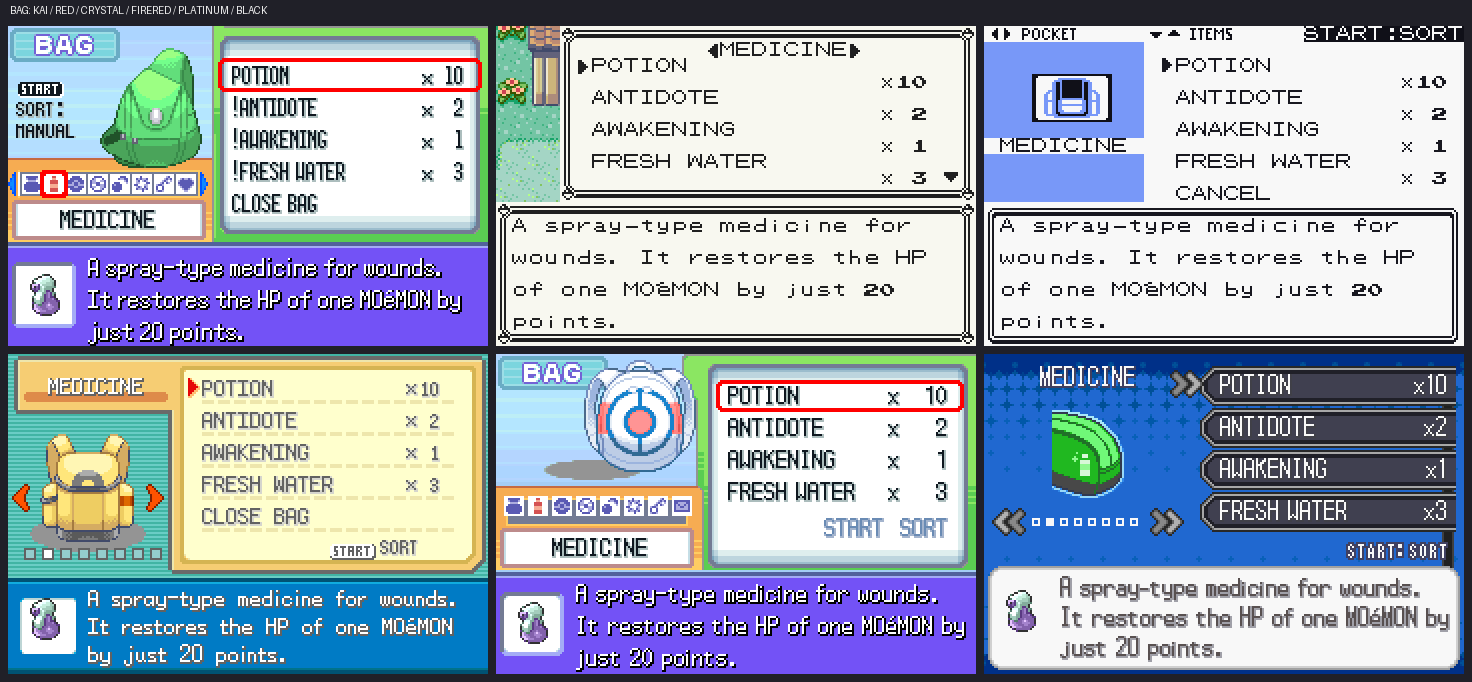 BAG: KAI / RED / CRYSTAL / FIRERED / PLATINUM / BLACK
BAG
START
SORT:
MANUAL
MEDICINE
POTION x 10
!ANTIDOTE x 2
!AWAKENING x 1
!FRESH WATER x 3
CLOSE BAG
A spray-type medicine for wounds.
It restores the HP of one MOéMON by
just 20 points.
MEDICINE
POTION
×10
ANTIDOTE
× 2
AWAKENING
× 1
FRESH WATER
× 3
A spray-type medicine for
wounds. It restores the HP
of one MOéMON by just 20
points.
POCKET
ITEMS
START:SORT
MEDICINE
POTION
×10
ANTIDOTE
× 2
AWAKENING
× 1
FRESH WATER
× 3
CANCEL
A spray-type medicine for
wounds. It restores the HP
of one MOéMON by just 20
points.
MEDICINE
POTION ×10
ANTIDOTE × 2
AWAKENING × 1
FRESH WATER × 3
CLOSE BAG
START SORT
A spray-type medicine for wounds.
It restores the HP of one MOéMON
by just 20 points.
BAG
MEDICINE
POTION x 10
ANTIDOTE x 2
AWAKENING x 1
FRESH WATER x 3
START SORT
A spray-type medicine for wounds.
It restores the HP of one MOéMON by
just 20 points.
MEDICINE
POTION x10
ANTIDOTE x2
AWAKENING x1
FRESH WATER x3
START: SORT
A spray-type medicine for wounds.
It restores the HP of one MOéMON by
just 20 points.